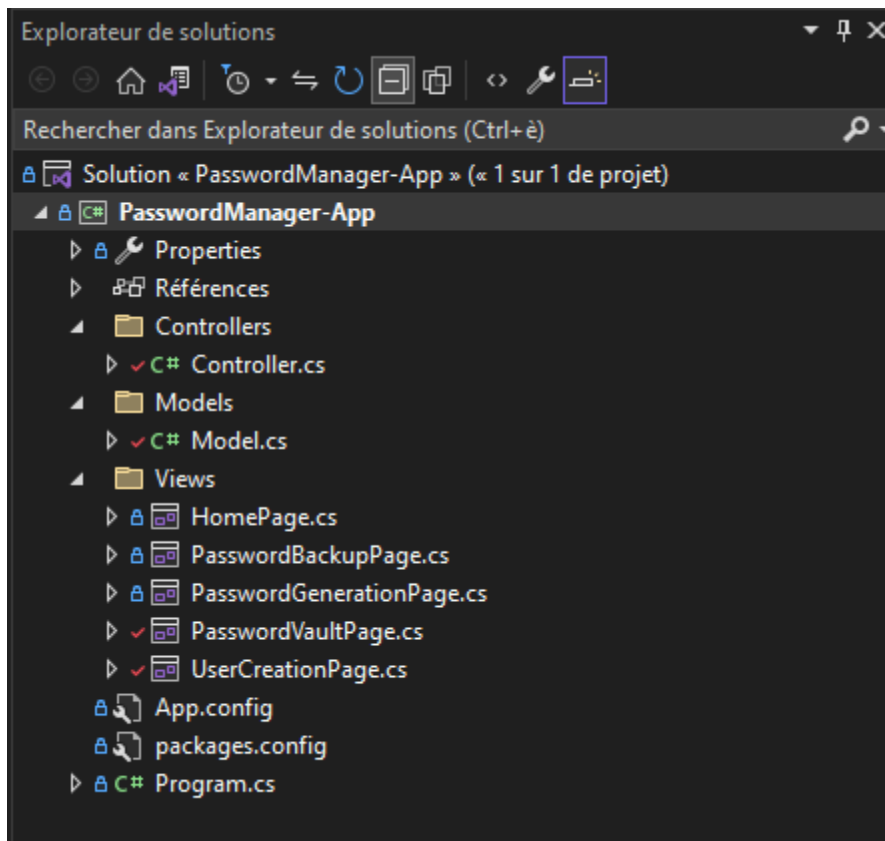 Explorateur de solutions
Rechercher dans Explorateur de solutions (Ctrl+è)
Solution « PasswordManager-App » (« 1 sur 1 de projet)
C# PasswordManager-App
Properties
Références
Controllers
C# Controller.cs
Models
C# Model.cs
Views
HomePage.cs
PasswordBackupPage.cs
PasswordGenerationPage.cs
PasswordVaultPage.cs
UserCreationPage.cs
App.config
packages.config
C# Program.cs